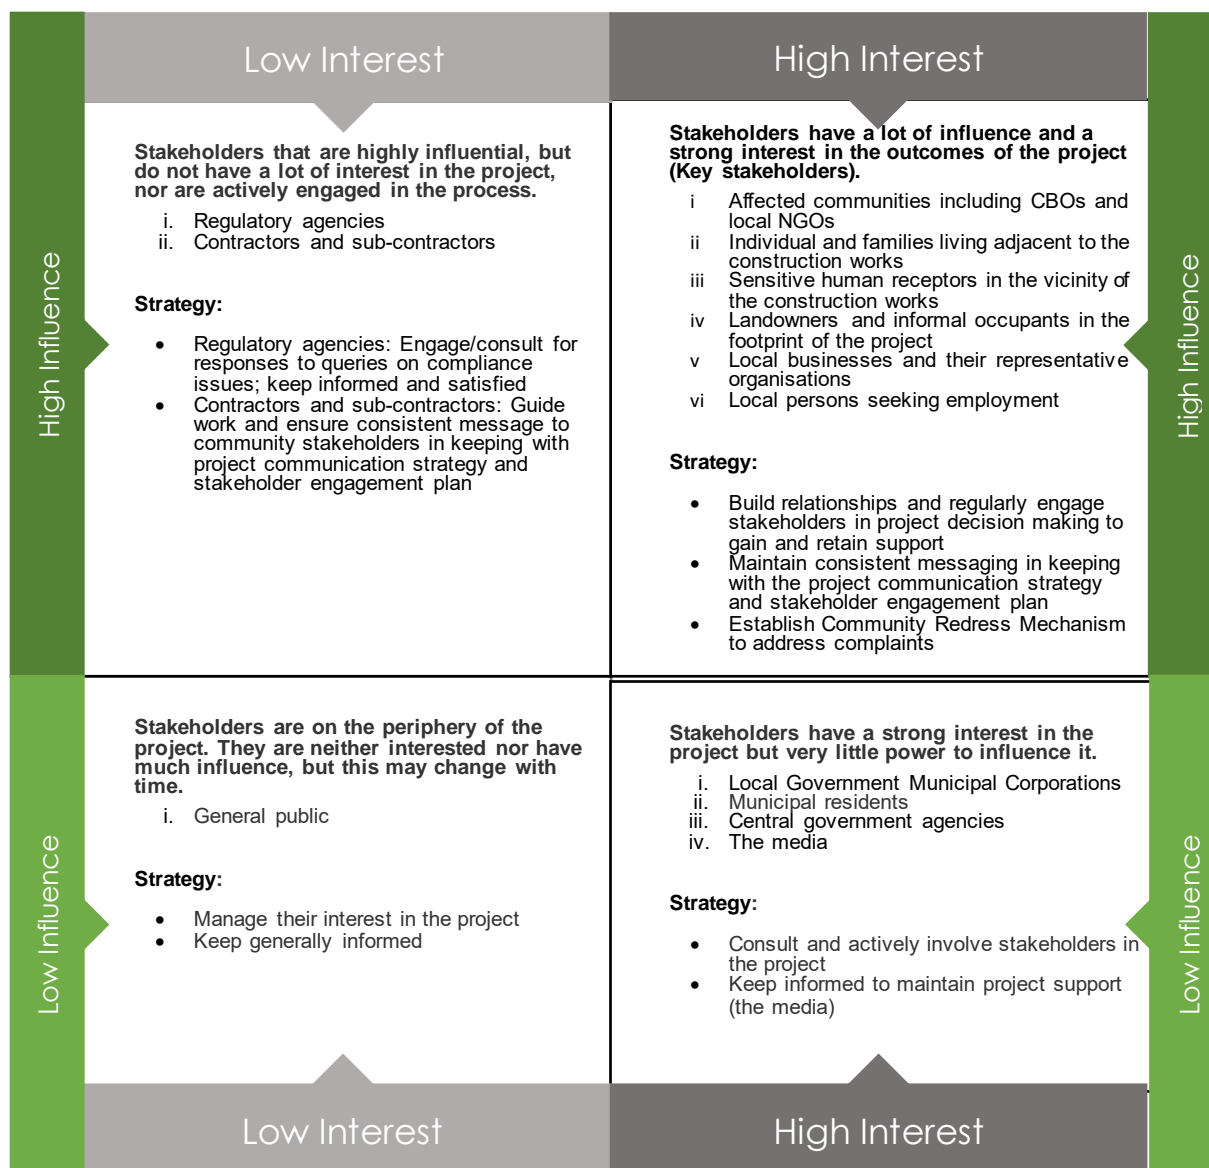 Low Interest
High Interest
High Influence
Stakeholders that are highly influential, but
do not have a lot of interest in the project,
nor are actively engaged in the process.
i. Regulatory agencies
ii. Contractors and sub-contractors
Strategy:
• Regulatory agencies: Engage/consult for
responses to queries on compliance
issues; keep informed and satisfied
• Contractors and sub-contractors: Guide
work and ensure consistent message to
community stakeholders in keeping with
project communication strategy and
stakeholder engagement plan
Stakeholders have a lot of influence and a
strong interest in the outcomes of the project
(Key stakeholders).
i Affected communities including CBOs and
local NGOs
ii Individual and families living adjacent to the
construction works
iii Sensitive human receptors in the vicinity of
the construction works
iv Landowners and informal occupants in the
footprint of the project
v Local businesses and their representative
organisations
vi Local persons seeking employment
Strategy:
• Build relationships and regularly engage
stakeholders in project decision making to
gain and retain support
• Maintain consistent messaging in keeping
with the project communication strategy
and stakeholder engagement plan
• Establish Community Redress Mechanism
to address complaints
High Influence
Low Influence
Stakeholders are on the periphery of the
project. They are neither interested nor have
much influence, but this may change with
time.
i. General public
Strategy:
• Manage their interest in the project
• Keep generally informed
Stakeholders have a strong interest in the
project but very little power to influence it.
i. Local Government Municipal Corporations
ii. Municipal residents
iii. Central government agencies
iv. The media
Strategy:
• Consult and actively involve stakeholders in
the project
• Keep informed to maintain project support
(the media)
Low Influence
Low Interest
High Interest